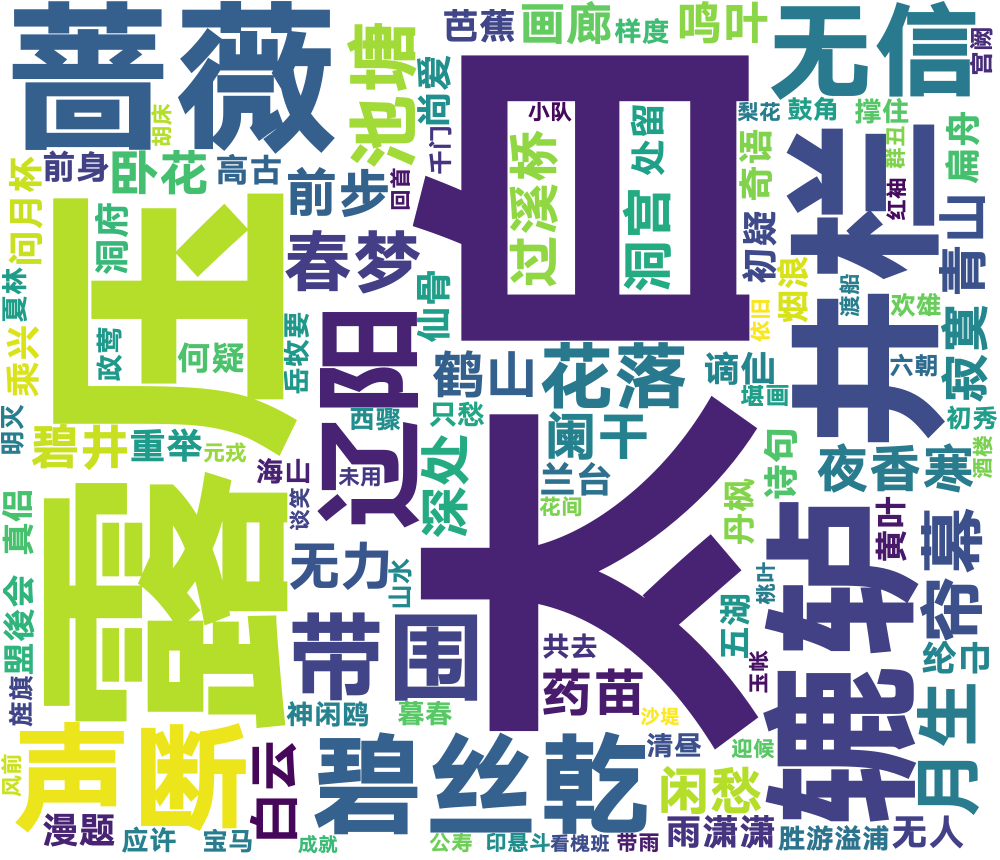 蔷薇
池塘
芭蕉
画廊
样度
鸣叶
无信
宫阙
尚爱
胡床
千门
小队
梨花
鼓角
撑住
群丑
扁舟
前身
卧花
高古
前步
回首
过溪桥
处留
奇语
红袖
井栏
青山
问月杯
洞府
露压
春梦
洞宫
太白
初疑
烟浪
渡船
欢雄
夏林
仙骨
依旧
乘兴
政莺
何疑
岳牧要
辽阳
鹤山
花落
谪仙
堪画
六朝
寂寞
明灭
碧井
重举
元戎
西骤
只愁
阑干
初秀
酒楼
海山
未用
深处
兰台
诗句
夜香寒
真侣
谈笑
花间
丹枫
黄叶
帘幕
无力
山水
桃叶
辘轳
盟後会
带围
五湖
共去
药苗
玉帐
纶巾
旌旗
神闲鸥
暮春
沙堤
清昼
迎候
月生
风前
声断
白云
碧丝乾
闲愁
漫题
应许
宝马
成就
公寿
印悬斗
看槐班
带雨
雨潇潇
胜游溢浦
无人